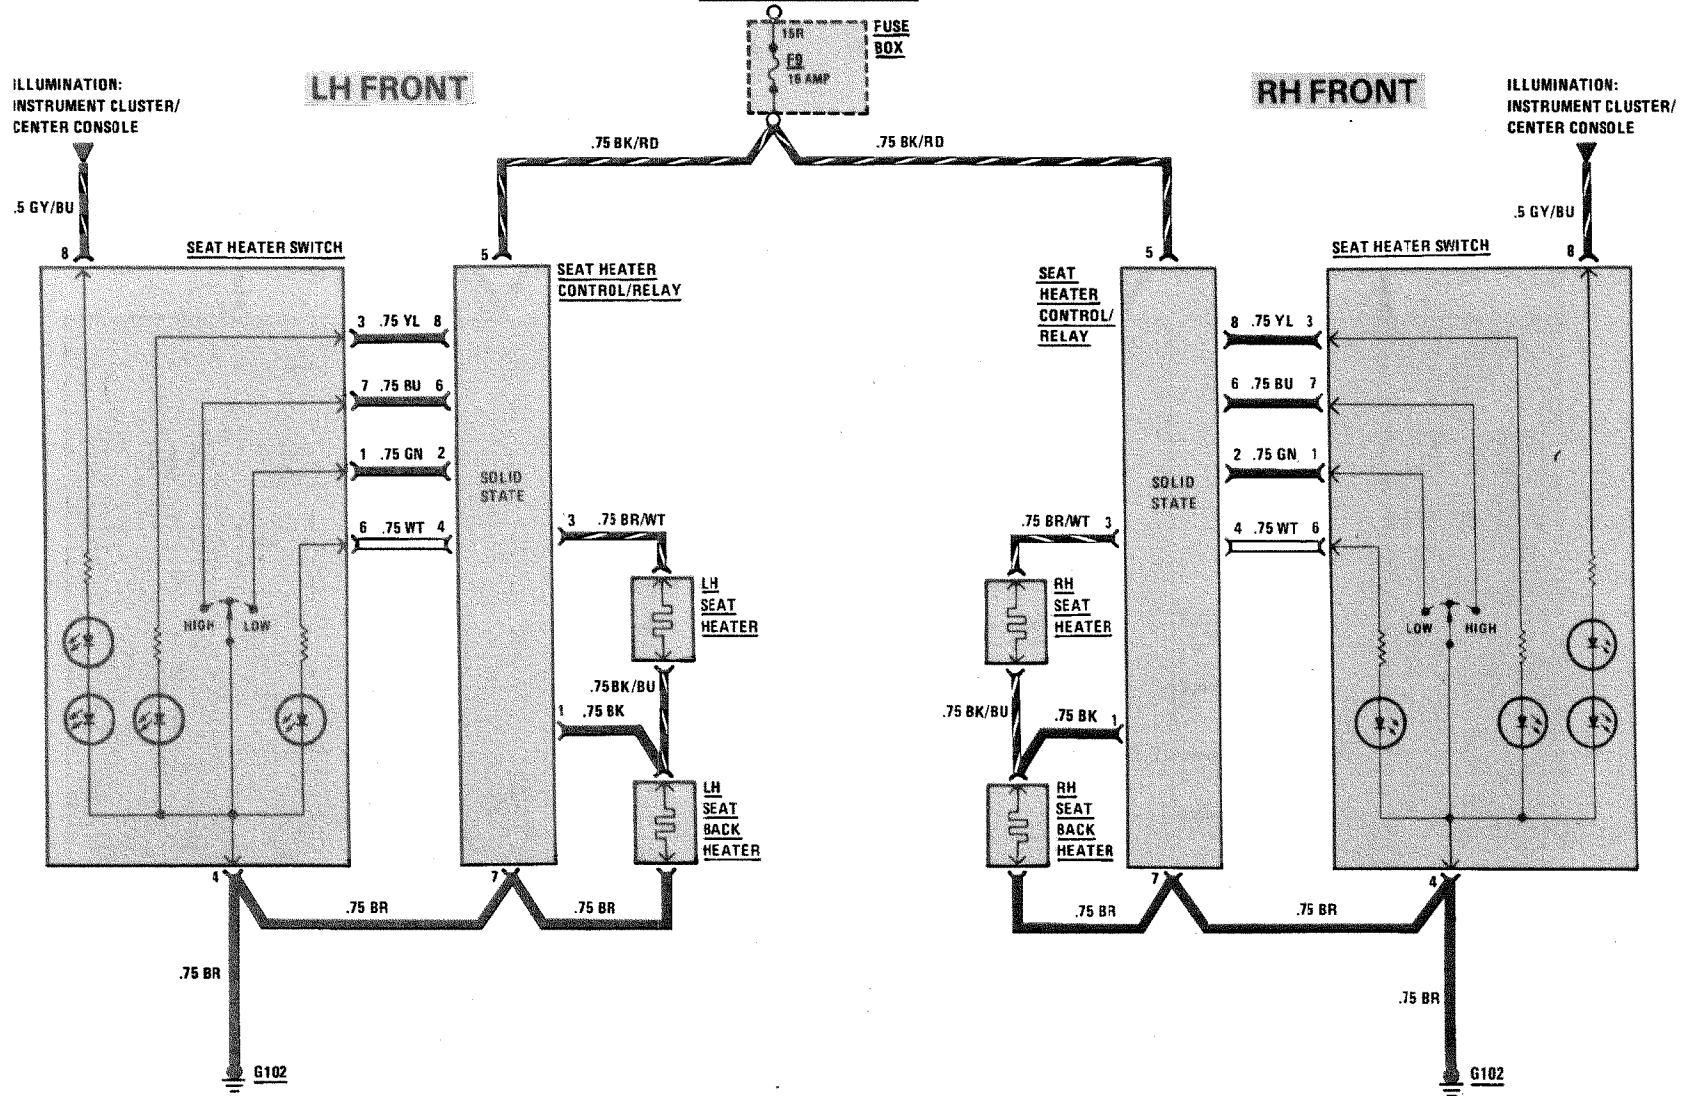 15R
F9
16 AMP
FUSE
BOX
LH FRONT
RH FRONT
ILLUMINATION:
INSTRUMENT CLUSTER/
CENTER CONSOLE
ILLUMINATION:
INSTRUMENT CLUSTER/
CENTER CONSOLE
.75 BK/RD
.75 BK/RD
.5 GY/BU
.5 GY/BU
8
SEAT HEATER SWITCH
5
SEAT HEATER
CONTROL/RELAY
5
SEAT
HEATER
CONTROL/
RELAY
SEAT HEATER SWITCH
8
3 .75 YL 8
8 .75 YL 3
7 .75 BU 6
6 .75 BU 7
1 .75 GN 2
2 .75 GN 1
SOLID
STATE
SOLID
STATE
6 .75 WT 4
4 .75 WT 6
3 .75 BR/WT
.75 BR/WT 3
LH
SEAT
HEATER
RH
SEAT
HEATER
HIGH LOW
LOW HIGH
.75BK/BU
1 .75 BK
.75 BK/BU
.75 BK 1
LH
SEAT
BACK
HEATER
RH
SEAT
BACK
HEATER
4
7
7
4
.75 BR
.75 BR
.75 BR
.75 BR
.75 BR
.75 BR
G102
G102